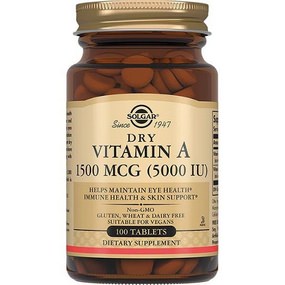 SOLGAR
Since 1947
DRY
VITAMIN A
1500 MCG (5000 IU)
HELPS MAINTAIN EYE HEALTH*
IMMUNE HEALTH & SKIN SUPPORT*
Non-GMO
GLUTEN, WHEAT & DAIRY FREE
SUITABLE FOR VEGANS
100 TABLETS
DIETARY SUPPLEMENT